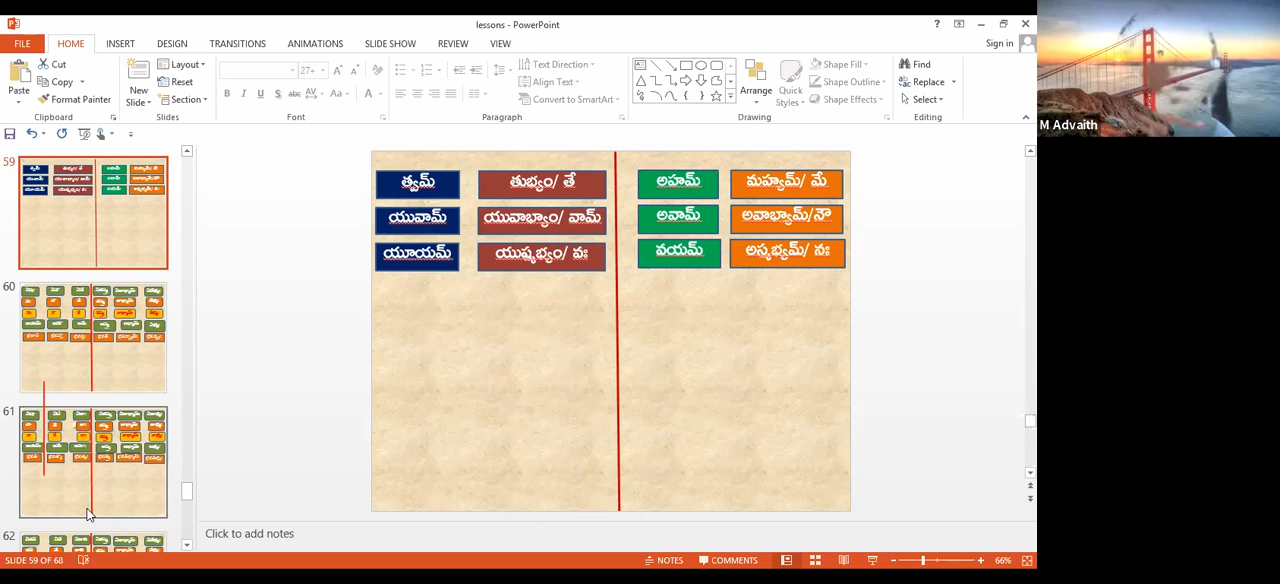 lessons - PowerPoint
Sign in
FILE HOME INSERT DESIGN TRANSITIONS ANIMATIONS SLIDE SHOW REVIEW VIEW
Paste
Cut
Copy
Format Painter
Clipboard
New Slide
Layout
Reset
Section
Slides
27+
B I U S abc AV Aa A
Font
Text Direction
Align Text
Convert to SmartArt
Paragraph
Arrange
Quick Styles
Shape Fill
Shape Outline
Shape Effects
Drawing
Find
Replace
Select
Editing
M Advaith
59
60
61
62
త్వమ్ తుభ్యం/ తే అహమ్ మహ్యమ్/ మే
యువామ్ యువాభ్యాం/ వామ్ అవామ్ అవాభ్యామ్/నౌ
యూయమ్ యుష్మభ్యం/ వః వయమ్ అస్మభ్యమ్/ నః
Click to add notes
SLIDE 59 OF 68
NOTES COMMENTS
66%